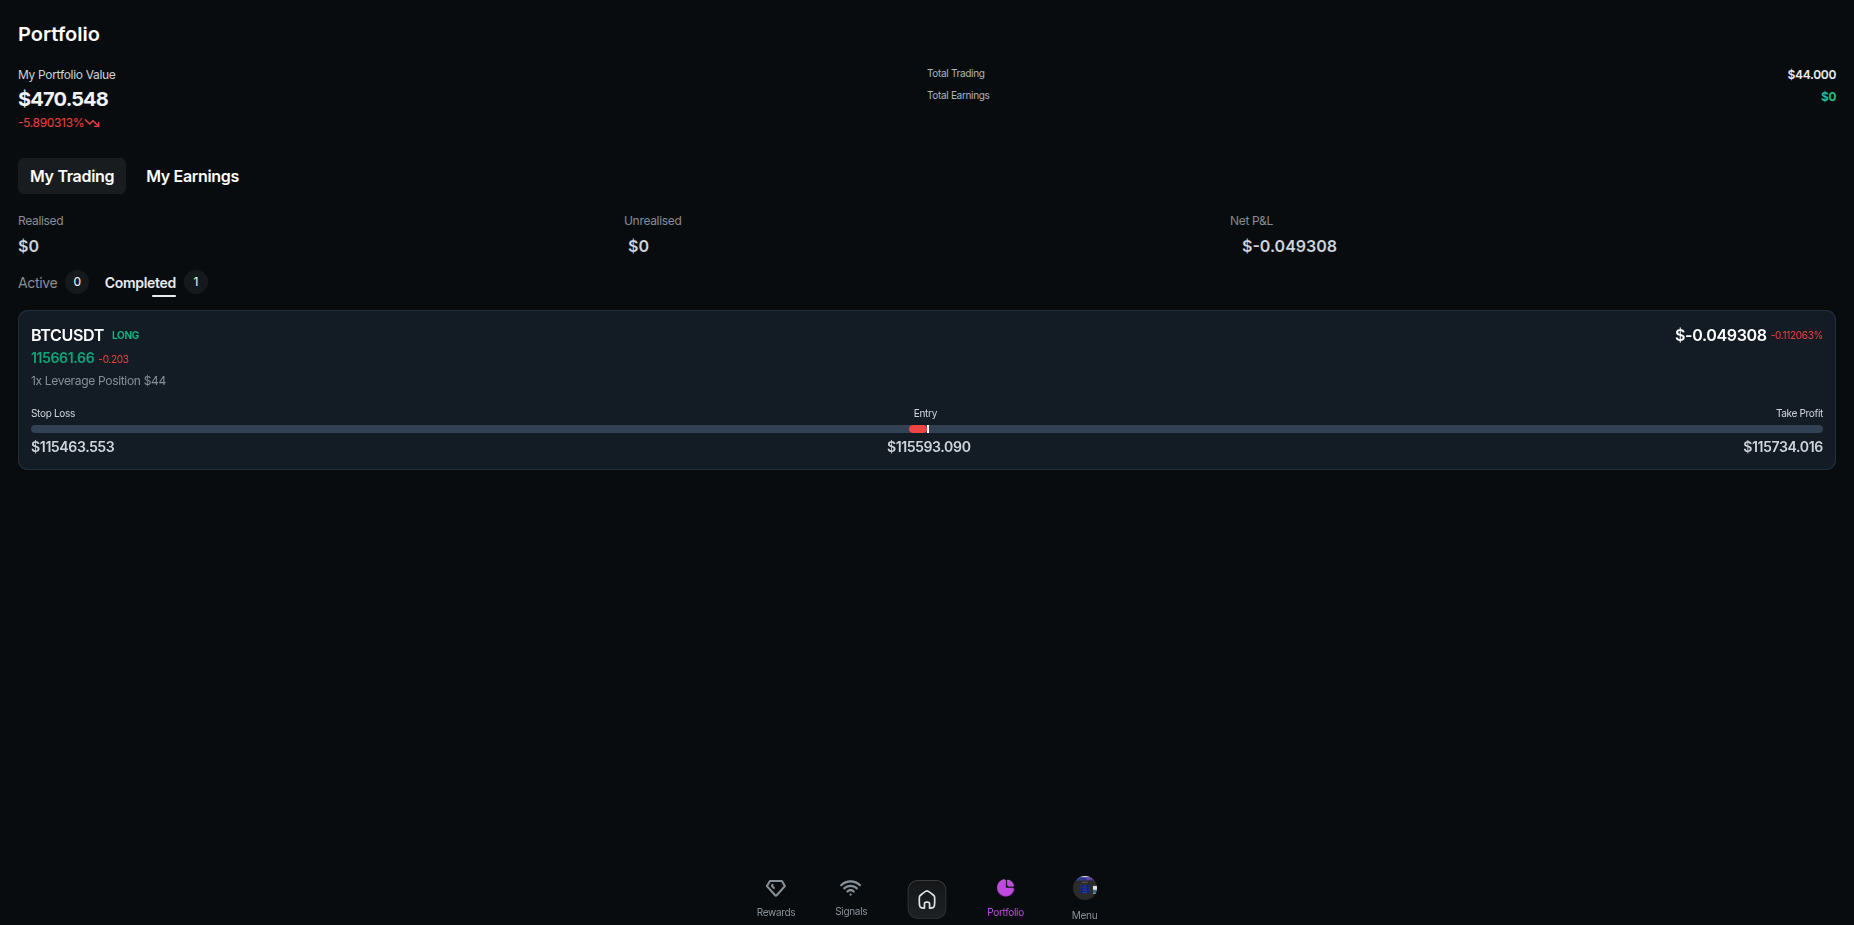 Portfolio
My Portfolio Value
$470.548
-5.890313%
Total Trading $44.000
Total Earnings $0
My Trading My Earnings
Realised Unrealised Net P&L
$0 $0 $-0.049308
Active 0 Completed 1
BTCUSDT LONG $-0.049308 -0.112063%
115661.66 -0.203
1x Leverage Position $44
Stop Loss Entry Take Profit
$115463.553 $115593.090 $115734.016
Rewards Signals Portfolio Menu